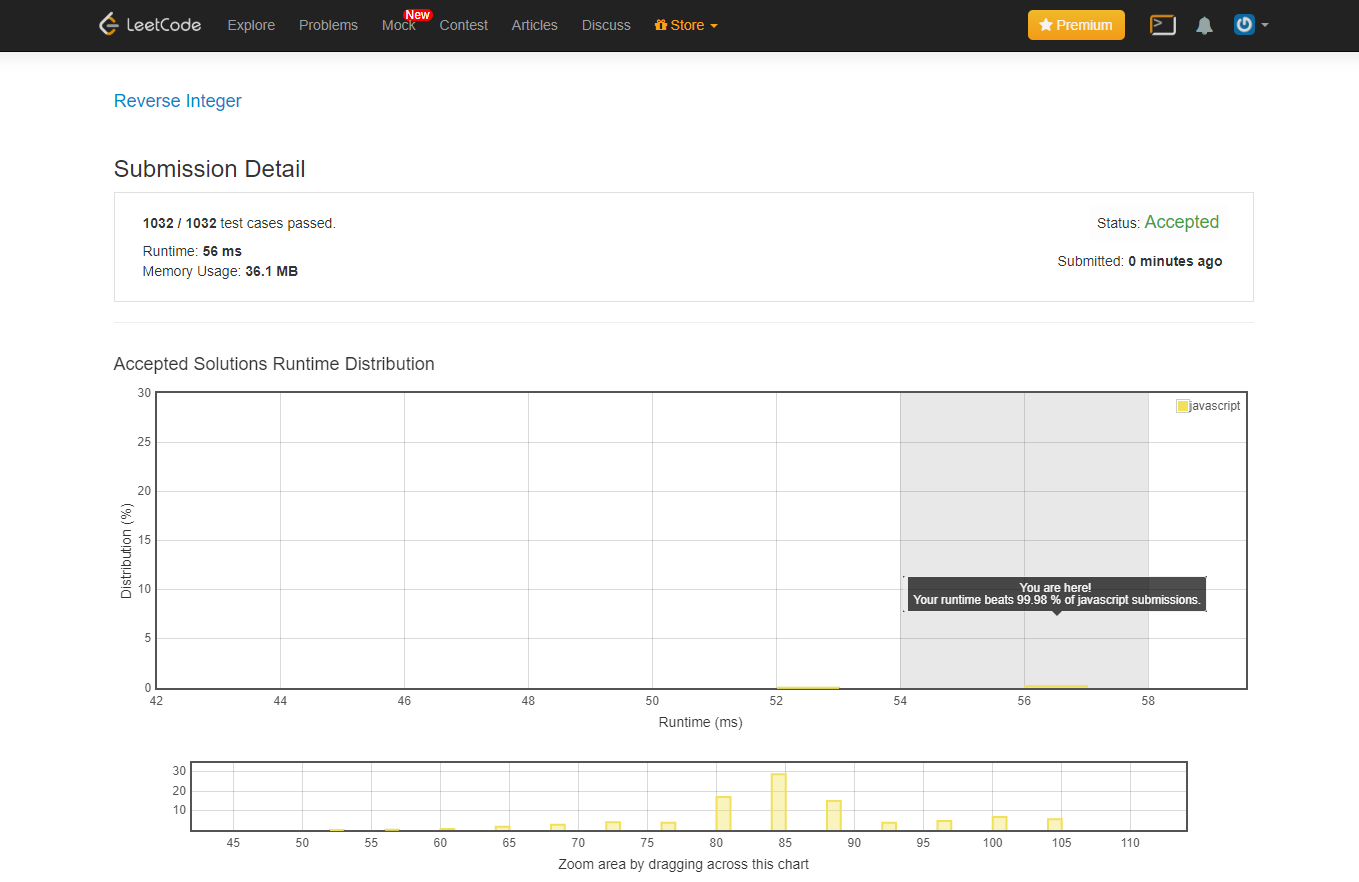 LeetCode Explore Problems Mock New Contest Articles Discuss Store Premium
Reverse Integer
Submission Detail
1032 / 1032 test cases passed.
Status: Accepted
Runtime: 56 ms
Memory Usage: 36.1 MB
Submitted: 0 minutes ago
Accepted Solutions Runtime Distribution
30
javascript
25
20
15
10
5
0
Distribution (%)
You are here!
Your runtime beats 99.98 % of javascript submissions.
42 44 46 48 50 52 54 56 58
Runtime (ms)
30
20
10
45 50 55 60 65 70 75 80 85 90 95 100 105 110
Zoom area by dragging across this chart